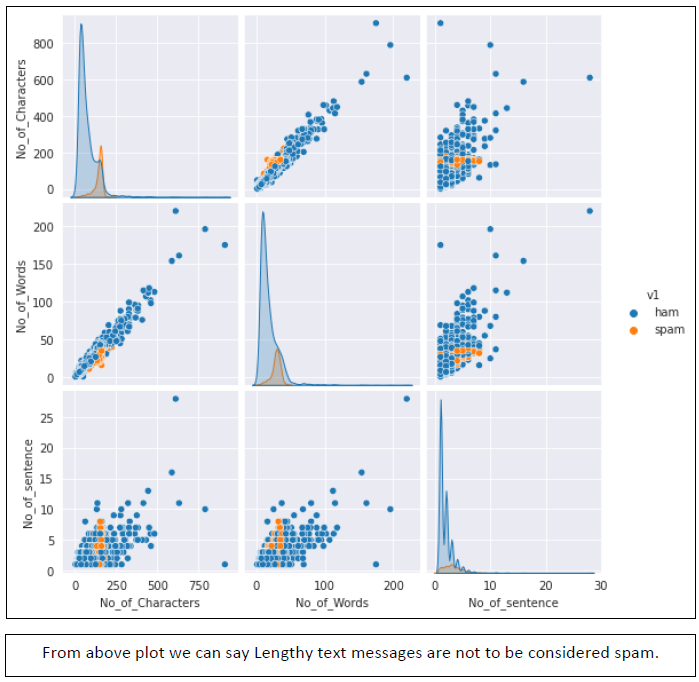 No_of_Characters
800
600
400
200
0
No_of_Words
200
150
100
50
0
v1
ham
spam
No_of_sentence
25
20
15
10
5
0
0 250 500 750
0 100 200
0 10 20 30
No_of_Characters No_of_Words No_of_sentence
From above plot we can say Lengthy text messages are not to be considered spam.